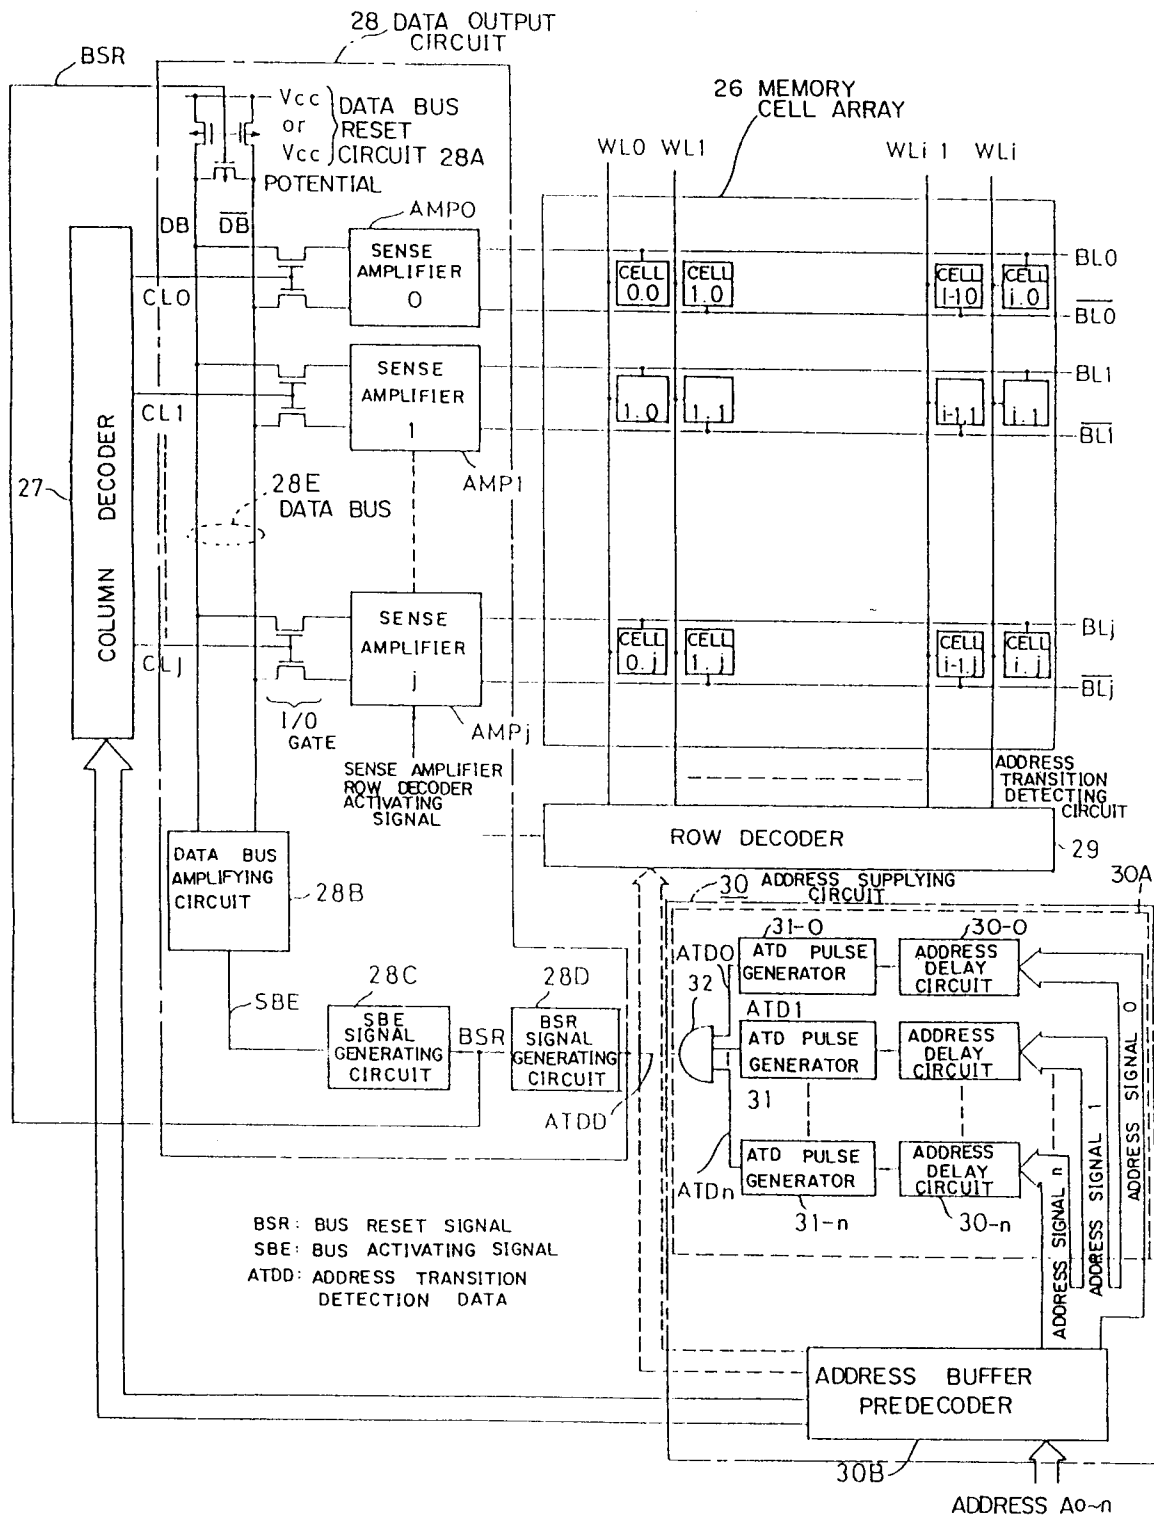 28 DATA OUTPUT
CIRCUIT
BSR
26 MEMORY
CELL ARRAY
Vcc
or
Vcc
DATA BUS
RESET
CIRCUIT 28A
POTENTIAL
WL0 WL1 WLi 1 WLi
DB D̅B̅
AMP0
SENSE
AMPLIFIER
0
CL0
CELL
0.0
CELL
1.0
CELL
i-1.0
CELL
i.0
BL0
B̅L̅0̅
SENSE
AMPLIFIER
1
CL1
1.0
1.1
i-1,1
i.1
BL1
B̅L̅1̅
AMP1
27
COLUMN DECODER
28E
DATA BUS
SENSE
AMPLIFIER
j
CLj
CELL
0.j
CELL
1.j
CELL
i-1.j
CELL
i.j
BLj
B̅L̅j̅
I/O
GATE
AMPj
SENSE AMPLIFIER
ROW DECODER
ACTIVATING
SIGNAL
ADDRESS
TRANSITION
DETECTING
CIRCUIT
ROW DECODER
29
DATA BUS
AMPLIFYING
CIRCUIT
28B
30 ADDRESS SUPPLYING
CIRCUIT
30A
31-0
30-0
ATD0
32
ATD PULSE
GENERATOR
ADDRESS
DELAY
CIRCUIT
SBE
28C
SBE
SIGNAL
GENERATING
CIRCUIT
BSR
28D
BSR
SIGNAL
GENERATING
CIRCUIT
ATDD
ATD1
ATD PULSE
GENERATOR
31
ADDRESS
DELAY
CIRCUIT
ATDn
ATD PULSE
GENERATOR
31-n
ADDRESS
DELAY
CIRCUIT
30-n
ADDRESS SIGNAL n
ADDRESS SIGNAL 1
ADDRESS SIGNAL 0
BSR: BUS RESET SIGNAL
SBE: BUS ACTIVATING SIGNAL
ATDD: ADDRESS TRANSITION
DETECTION DATA
ADDRESS BUFFER
PREDECODER
30B
ADDRESS A0~n